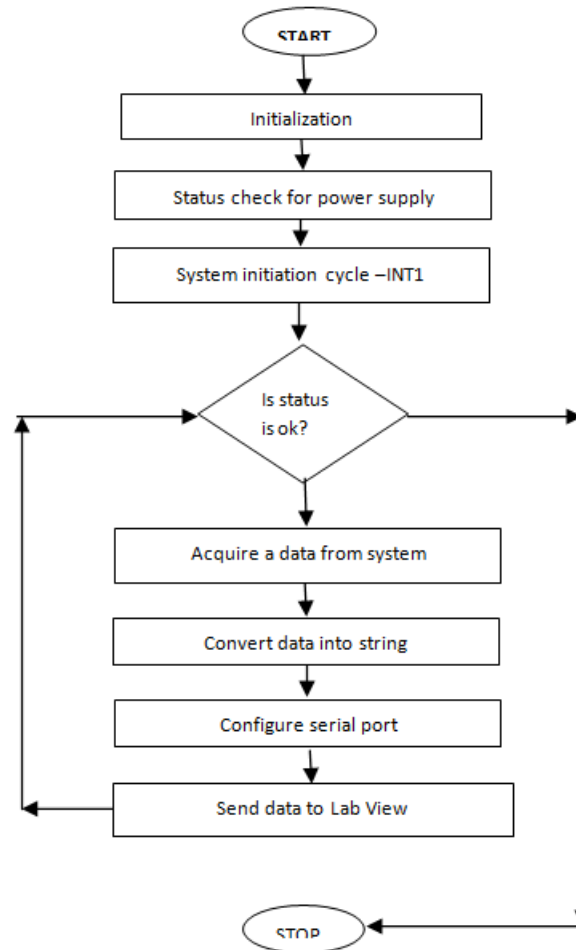 START
Initialization
Status check for power supply
System initiation cycle –INT1
Is status
is ok?
Acquire a data from system
Convert data into string
Configure serial port
Send data to Lab View
STOP